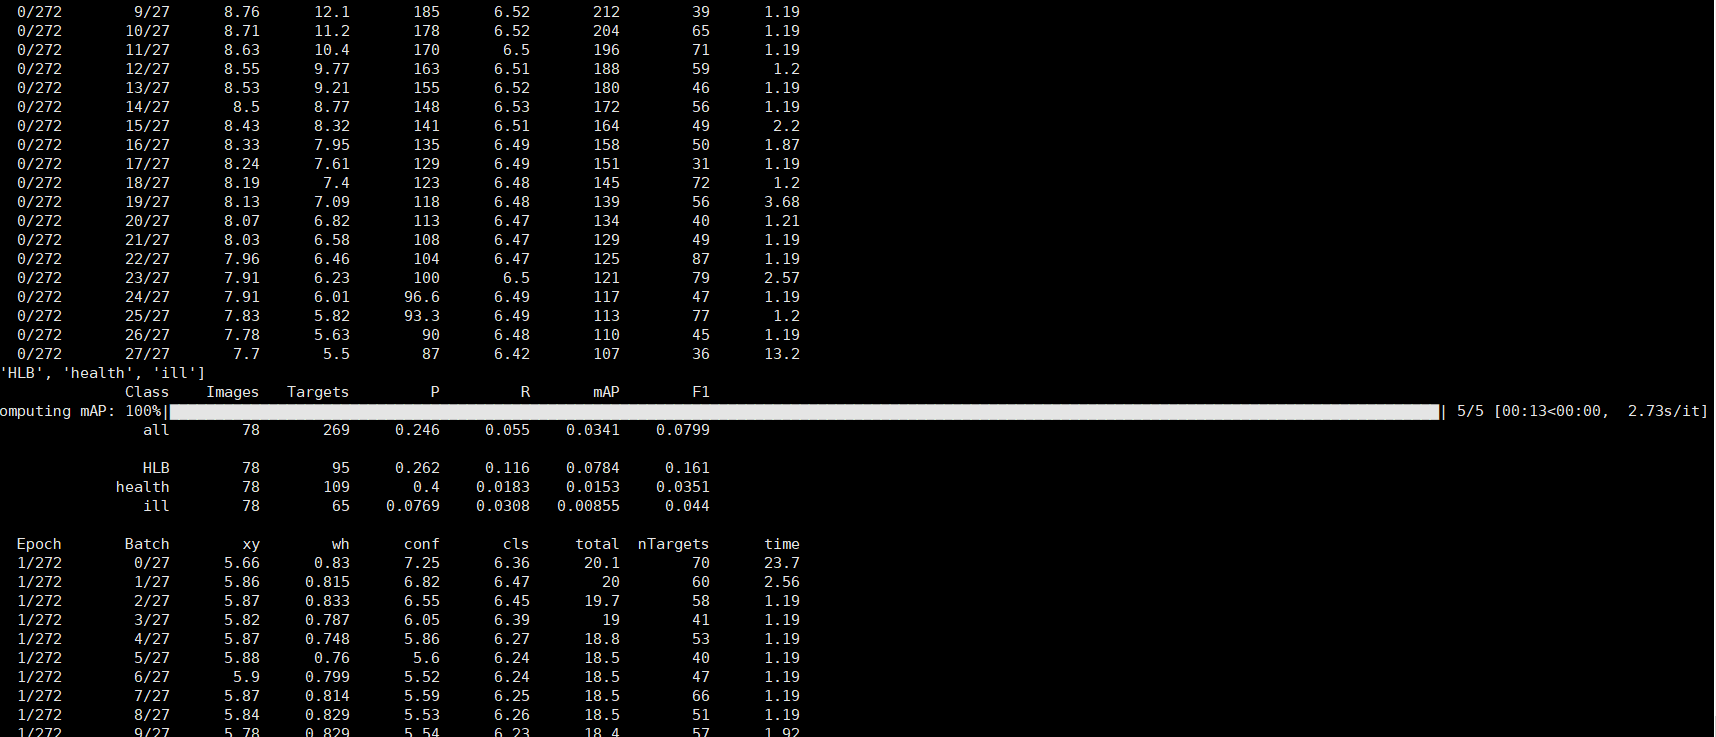 0/272 9/27 8.76 12.1 185 6.52 212 39 1.19
0/272 10/27 8.71 11.2 178 6.52 204 65 1.19
0/272 11/27 8.63 10.4 170 6.5 196 71 1.19
0/272 12/27 8.55 9.77 163 6.51 188 59 1.2
0/272 13/27 8.53 9.21 155 6.52 180 46 1.19
0/272 14/27 8.5 8.77 148 6.53 172 56 1.19
0/272 15/27 8.43 8.32 141 6.51 164 49 2.2
0/272 16/27 8.33 7.95 135 6.49 158 50 1.87
0/272 17/27 8.24 7.61 129 6.49 151 31 1.19
0/272 18/27 8.19 7.4 123 6.48 145 72 1.2
0/272 19/27 8.13 7.09 118 6.48 139 56 3.68
0/272 20/27 8.07 6.82 113 6.47 134 40 1.21
0/272 21/27 8.03 6.58 108 6.47 129 49 1.19
0/272 22/27 7.96 6.46 104 6.47 125 87 1.19
0/272 23/27 7.91 6.23 100 6.5 121 79 2.57
0/272 24/27 7.91 6.01 96.6 6.49 117 47 1.19
0/272 25/27 7.83 5.82 93.3 6.49 113 77 1.2
0/272 26/27 7.78 5.63 90 6.48 110 45 1.19
0/272 27/27 7.7 5.5 87 6.42 107 36 13.2
'HLB', 'health', 'ill']
Class Images Targets P R mAP F1
omputing mAP: 100%| | 5/5 [00:13<00:00, 2.73s/it]
all 78 269 0.246 0.055 0.0341 0.0799
HLB 78 95 0.262 0.116 0.0784 0.161
health 78 109 0.4 0.0183 0.0153 0.0351
ill 78 65 0.0769 0.0308 0.00855 0.044
Epoch Batch xy wh conf cls total nTargets time
1/272 0/27 5.66 0.83 7.25 6.36 20.1 70 23.7
1/272 1/27 5.86 0.815 6.82 6.47 20 60 2.56
1/272 2/27 5.87 0.833 6.55 6.45 19.7 58 1.19
1/272 3/27 5.82 0.787 6.05 6.39 19 41 1.19
1/272 4/27 5.87 0.748 5.86 6.27 18.8 53 1.19
1/272 5/27 5.88 0.76 5.6 6.24 18.5 40 1.19
1/272 6/27 5.9 0.799 5.52 6.24 18.5 47 1.19
1/272 7/27 5.87 0.814 5.59 6.25 18.5 66 1.19
1/272 8/27 5.84 0.829 5.53 6.26 18.5 51 1.19
1/272 9/27 5.78 0.829 5.54 6.23 18.4 57 1.92